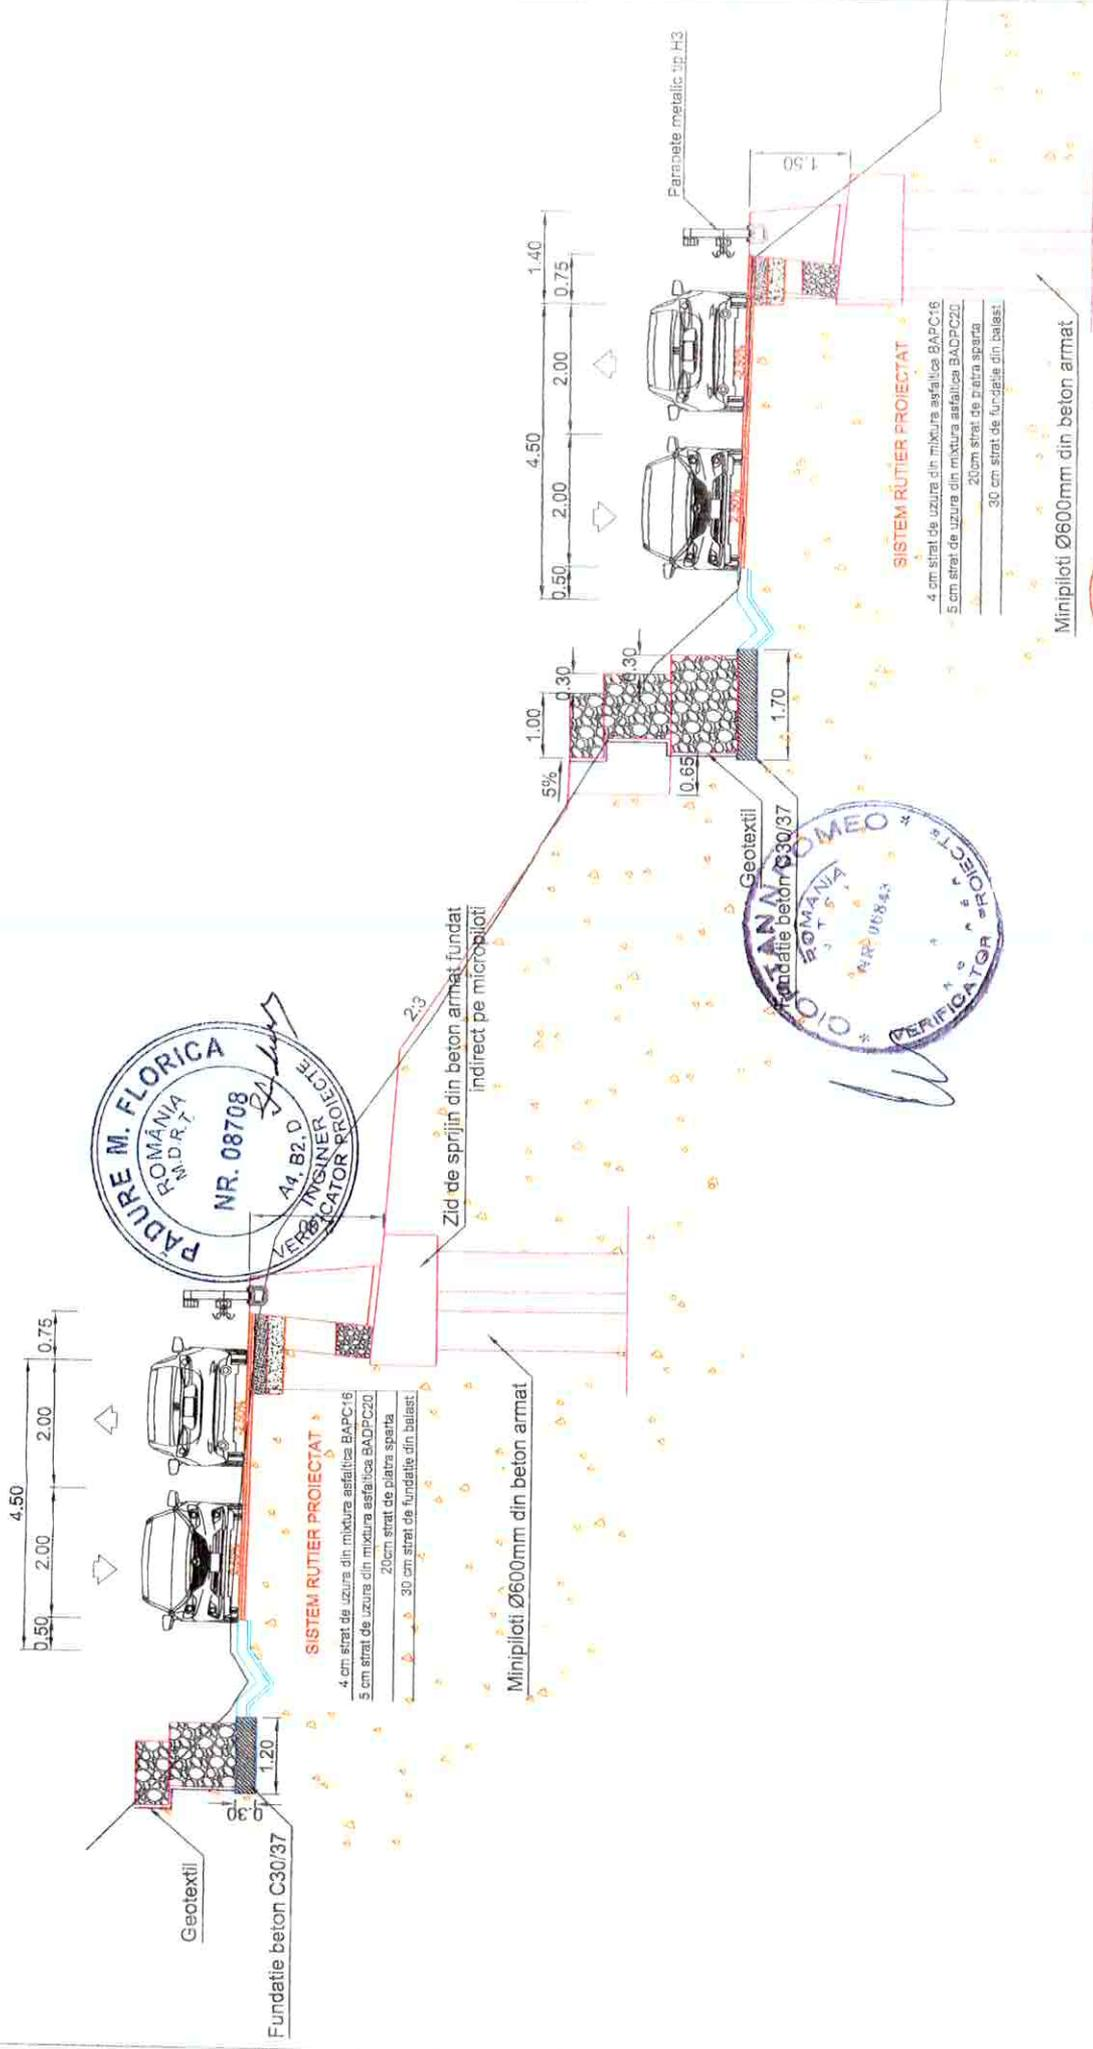 4.50
0.50
2.00
2.00
0.75
Geotextil
Fundatie beton C30/37
0.30
1.20
SISTEM RUTIER PROIECTAT
4 cm strat de uzura din mixtura asfaltica BAPC16
5 cm strat de uzura din mixtura asfaltica BADPC20
20cm strat de piatra sparta
30 cm strat de fundatie din balast
Minipiloti Ø600mm din beton armat
PĂDURE M. FLORICA
ROMÂNIA
M.D.R.T.
NR. 08708
A4, B2, D
INGINER
VERIFICATOR PROIECTE
2:3
Zid de sprijin din beton armat fundat
indirect pe micropiloti
5%
1.00
0.30
0.30
0.65
1.70
Geotextil
Fundatie beton C30/37
ROMEO
ROMÂNIA
NR. 06843
VERIFICATOR PROIECTE
4.50
1.40
0.50
2.00
2.00
0.75
Parapete metalic tip H3
1.50
2.50%
2.50%
SISTEM RUTIER PROIECTAT
4 cm strat de uzura din mixtura asfaltica BAPC16
5 cm strat de uzura din mixtura asfaltica BADPC20
20cm strat de piatra sparta
30 cm strat de fundatie din balast
Minipiloti Ø600mm din beton armat